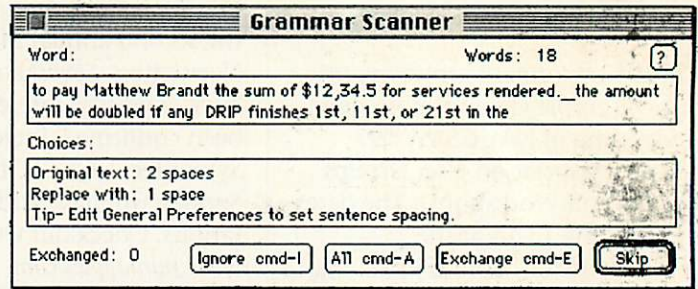 Grammar Scanner
Word: Words: 18 ?
to pay Matthew Brandt the sum of $12,34.5 for services rendered.__the amount
will be doubled if any  DRIP finishes 1st, 11st, or 21st in the
Choices:
Original text: 2 spaces
Replace with: 1 space
Tip- Edit General Preferences to set sentence spacing.
Exchanged: 0 Ignore cmd-I All cmd-A Exchange cmd-E Skip